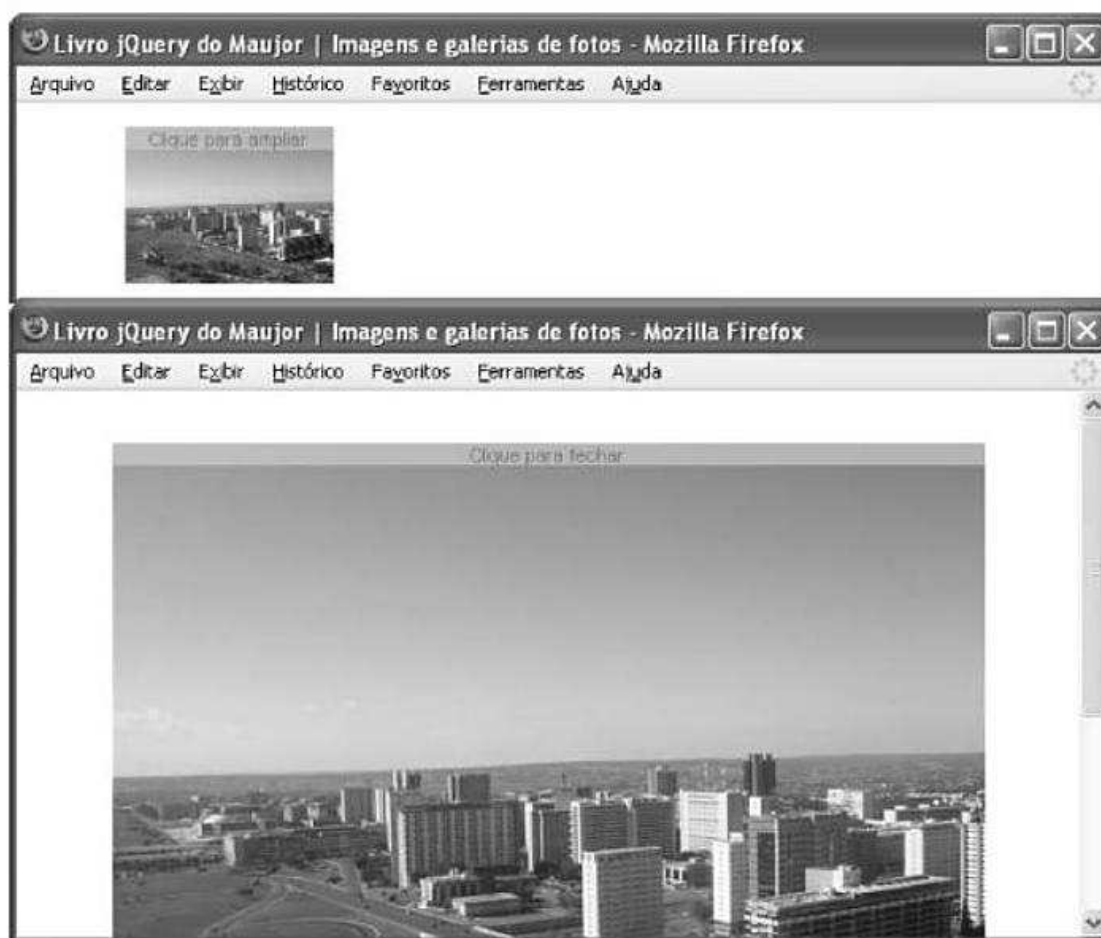 Livro jQuery do Maujor | Imagens e galerias de fotos - Mozilla Firefox
Arquivo Editar Exibir Histórico Favoritos Ferramentas Ajuda
Clique para ampliar
Livro jQuery do Maujor | Imagens e galerias de fotos - Mozilla Firefox
Arquivo Editar Exibir Histórico Favoritos Ferramentas Ajuda
Clique para fechar